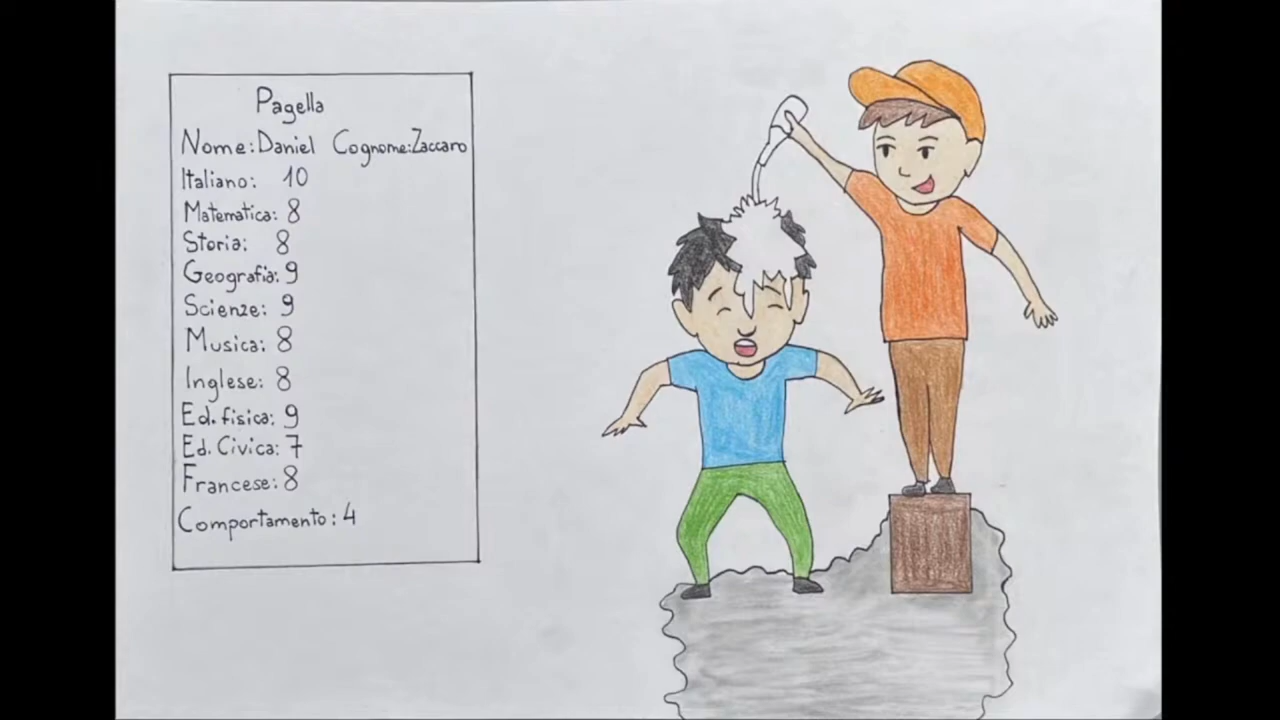 Pagella
Nome:Daniel Cognome:Zaccaro
Italiano: 10
Matematica: 8
Storia: 8
Geografia: 9
Scienze: 9
Musica: 8
Inglese: 8
Ed. fisica: 9
Ed. Civica: 7
Francese: 8
Comportamento: 4